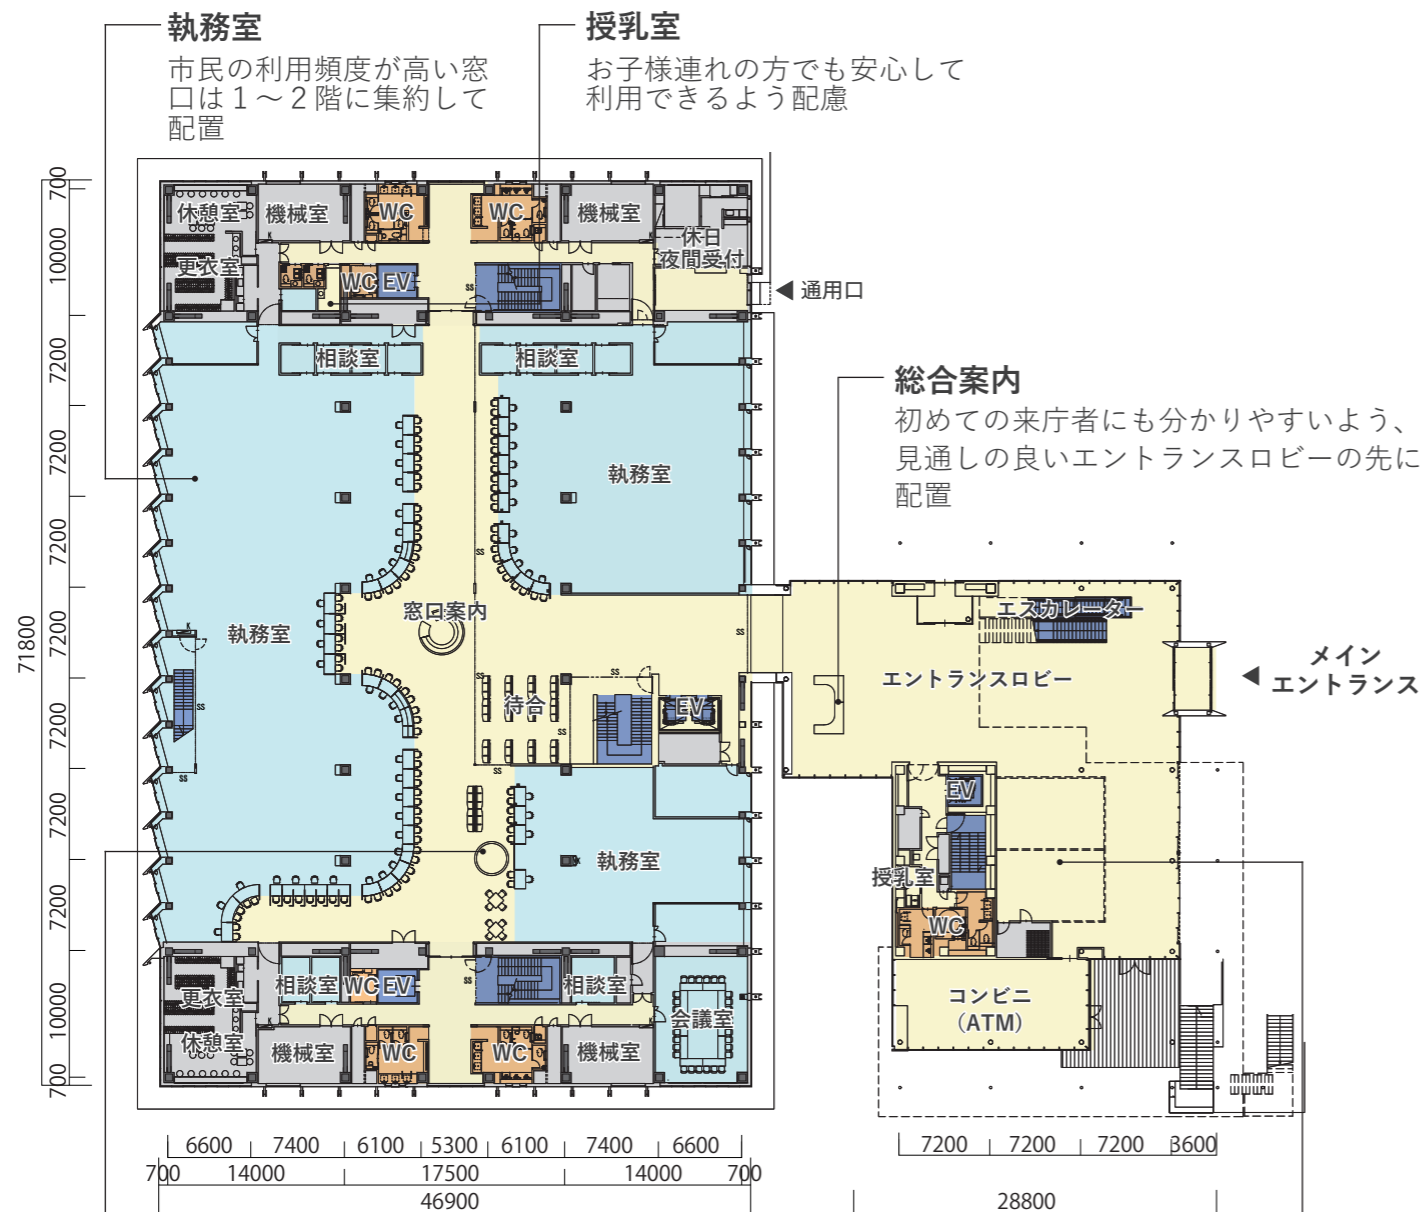 執務室
市民の利用頻度が高い窓
口は１～２階に集約して
配置
授乳室
お子様連れの方でも安心して
利用できるよう配慮
休憩室
機械室
WC
WC
機械室
休日
夜間受付
更衣室
WC
EV
通用口
相談室
相談室
総合案内
初めての来庁者にも分かりやすいよう、
見通しの良いエントランスロビーの先に
配置
執務室
執務室
窓口案内
エスカレーター
エントランスロビー
メイン
エントランス
待合
EV
EV
執務室
授乳室
WC
更衣室
相談室
WC
EV
相談室
会議室
コンビニ
（ATM）
休憩室
機械室
WC
WC
機械室
SS
SS
SS
SS
SS
SS
SS
SS
SS
SS
SS
K
K
K
K
K
700
10000
7200
7200
7200
7200
7200
7200
7200
10000
700
71800
6600
7400
6100
5300
6100
7400
6600
700
14000
17500
14000
700
46900
7200
7200
7200
3600
28800